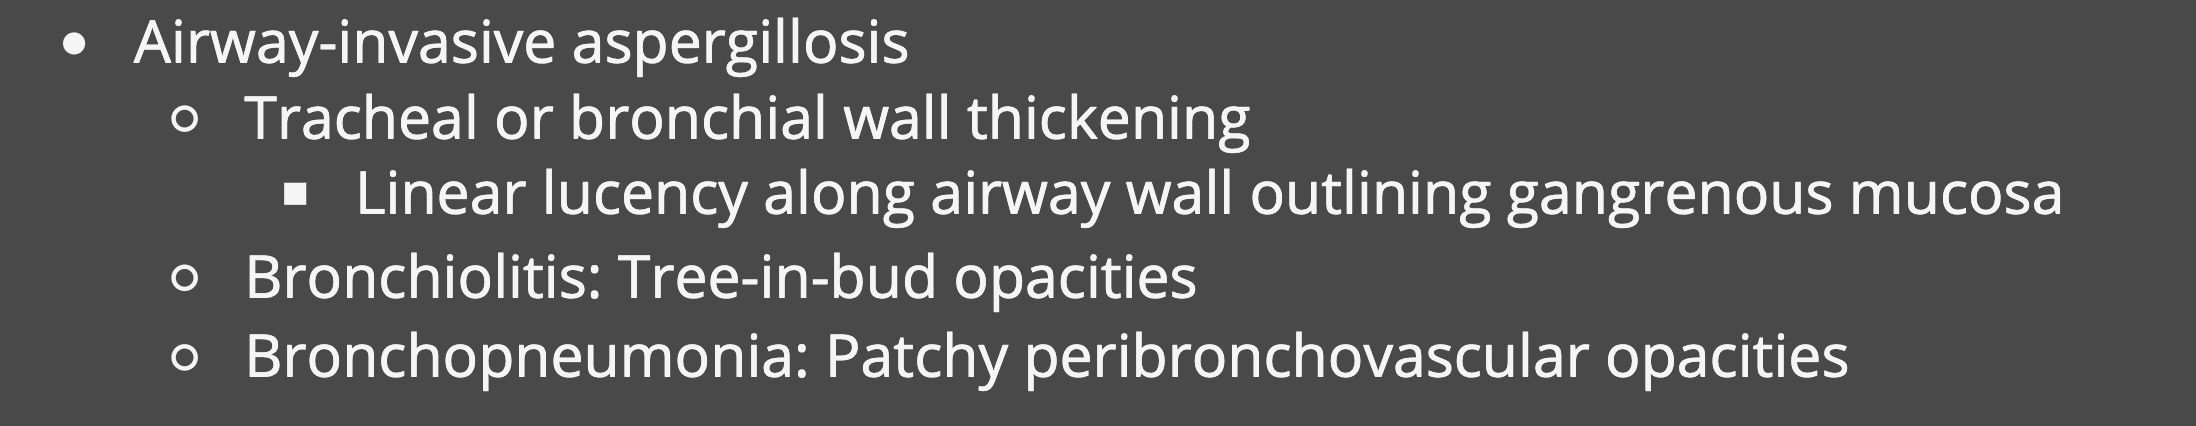 • Airway-invasive aspergillosis
○ Tracheal or bronchial wall thickening
■ Linear lucency along airway wall outlining gangrenous mucosa
○ Bronchiolitis: Tree-in-bud opacities
○ Bronchopneumonia: Patchy peribronchovascular opacities